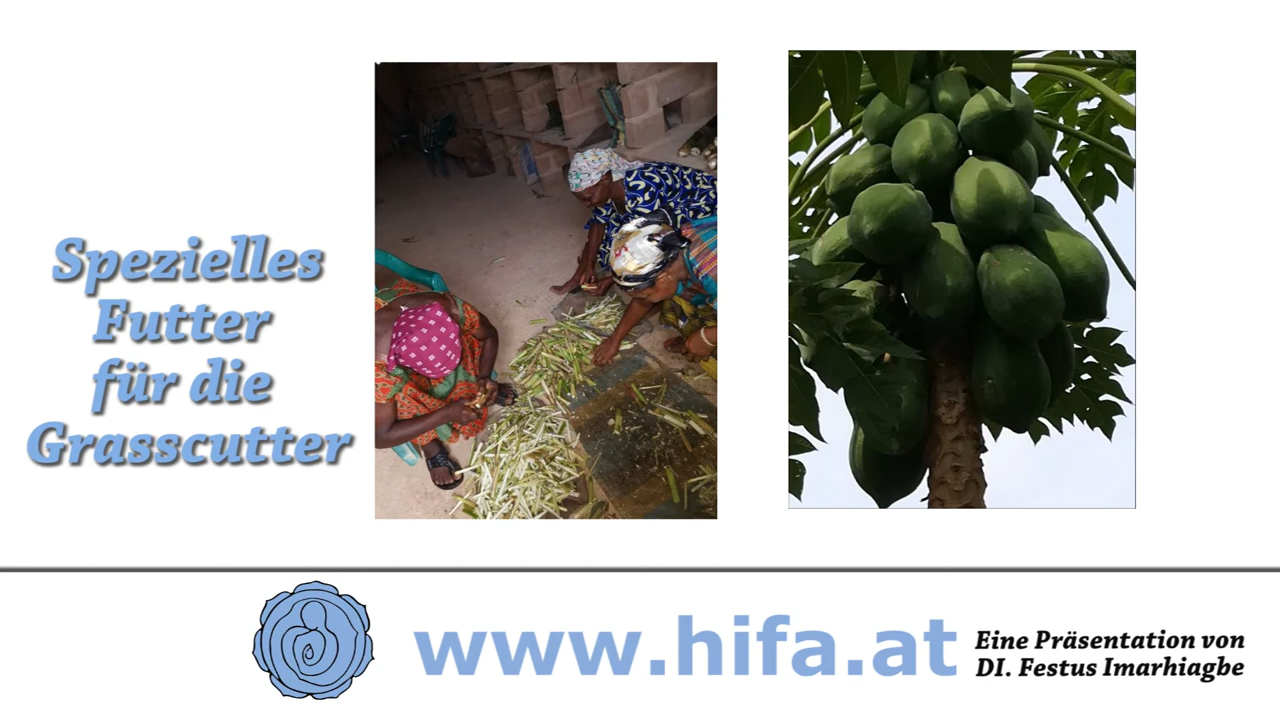 Spezielles
Futter
für die
Grasscutter
www.hifa.at
Eine Präsentation von
DI. Festus Imarhiagbe